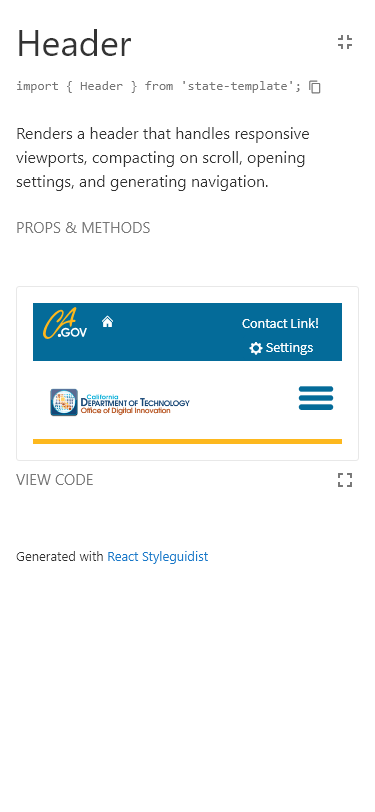 Header
import { Header } from 'state-template';
Renders a header that handles responsive
viewports, compacting on scroll, opening
settings, and generating navigation.
PROPS & METHODS
CA.GOV
Contact Link!
Settings
California
DEPARTMENT OF TECHNOLOGY
Office of Digital Innovation
VIEW CODE
Generated with React Styleguidist